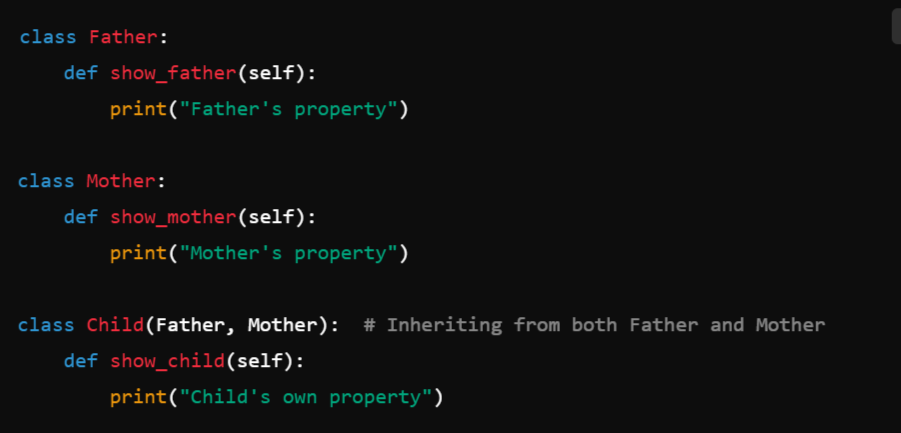 class Father:
    def show_father(self):
        print("Father's property")
class Mother:
    def show_mother(self):
        print("Mother's property")
class Child(Father, Mother):  # Inheriting from both Father and Mother
    def show_child(self):
        print("Child's own property")